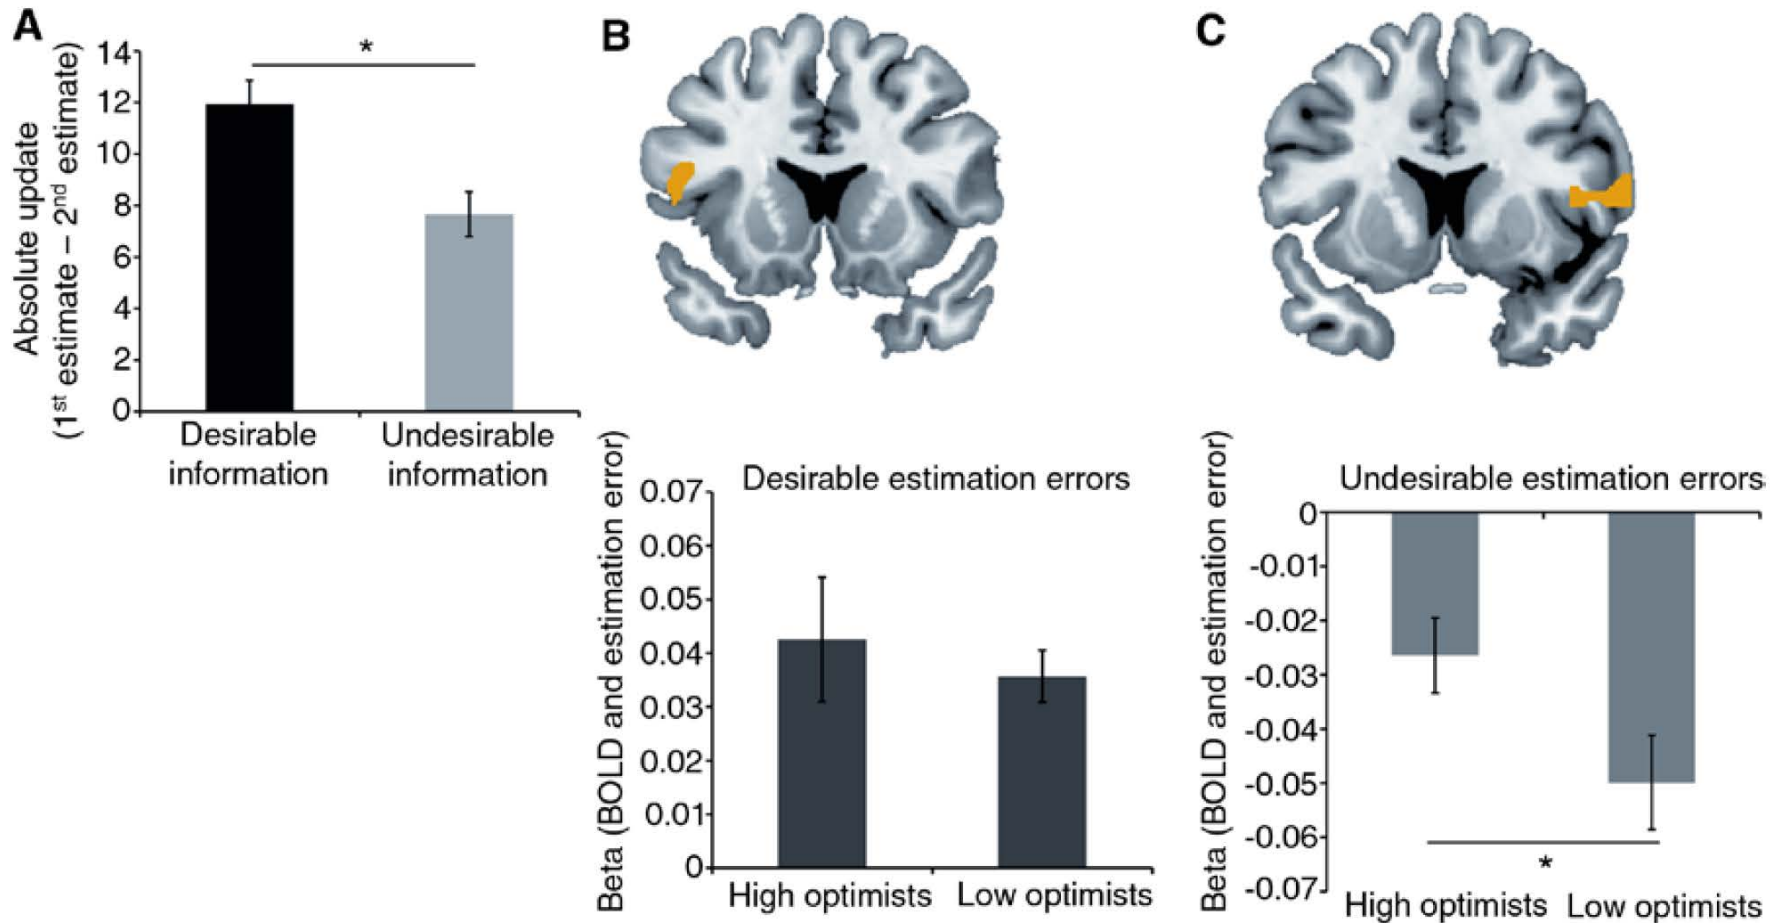 A
Absolute update
(1st estimate – 2nd estimate)
14
12
10
8
6
4
2
0
*
Desirable
information
Undesirable
information
B
Desirable estimation errors
Beta (BOLD and estimation error)
0.07
0.06
0.05
0.04
0.03
0.02
0.01
0
High optimists
Low optimists
C
Undesirable estimation errors
Beta (BOLD and estimation error)
0
-0.01
-0.02
-0.03
-0.04
-0.05
-0.06
-0.07
*
High optimists
Low optimists